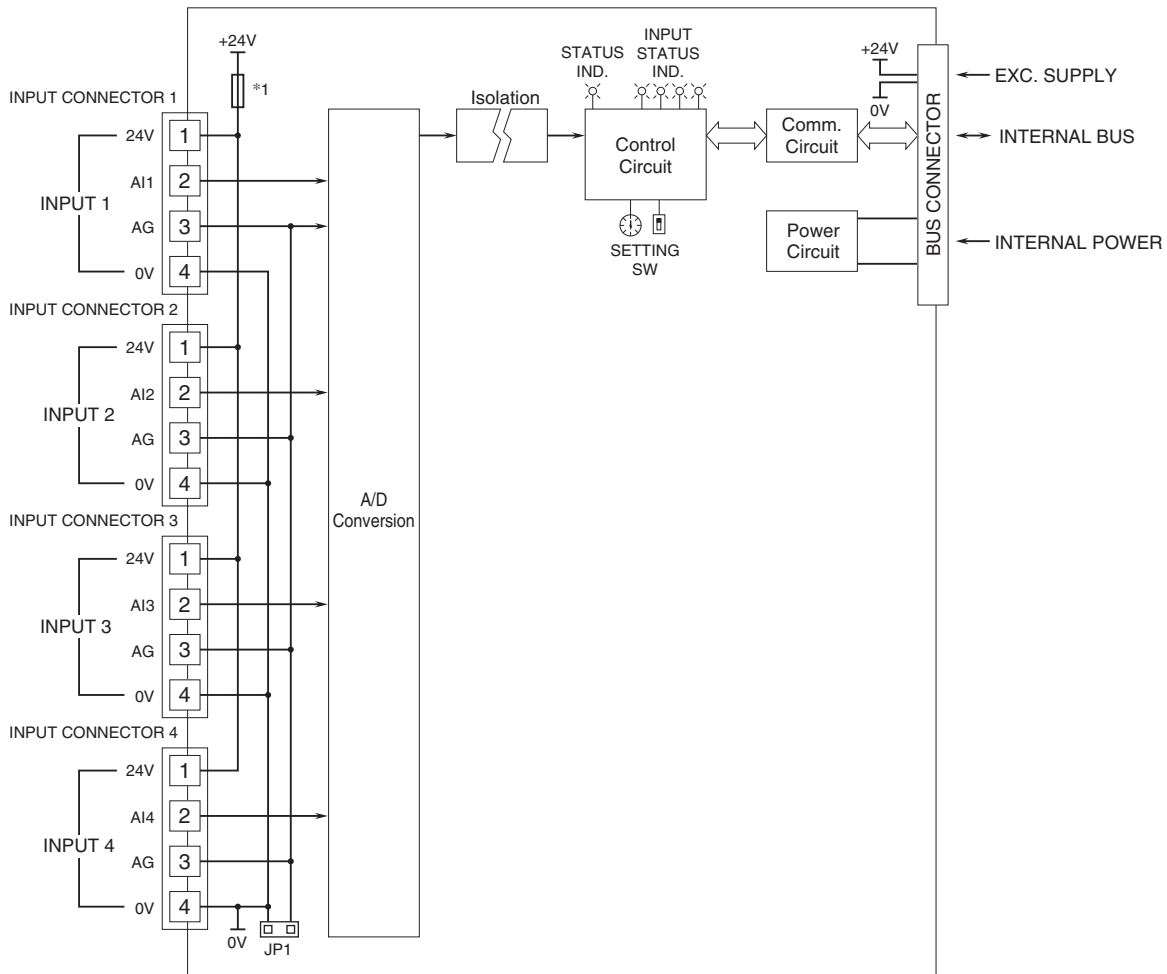 +24V
*1
INPUT CONNECTOR 1
24V
1
AI1
2
INPUT 1
AG
3
0V
4
INPUT CONNECTOR 2
24V
1
AI2
2
INPUT 2
AG
3
0V
4
INPUT CONNECTOR 3
24V
1
AI3
2
INPUT 3
AG
3
0V
4
INPUT CONNECTOR 4
24V
1
AI4
2
INPUT 4
AG
3
0V
4
0V
JP1
A/D
Conversion
Isolation
STATUS
IND.
INPUT
STATUS
IND.
Control
Circuit
SETTING
SW
Comm.
Circuit
Power
Circuit
+24V
0V
BUS CONNECTOR
EXC. SUPPLY
INTERNAL BUS
INTERNAL POWER